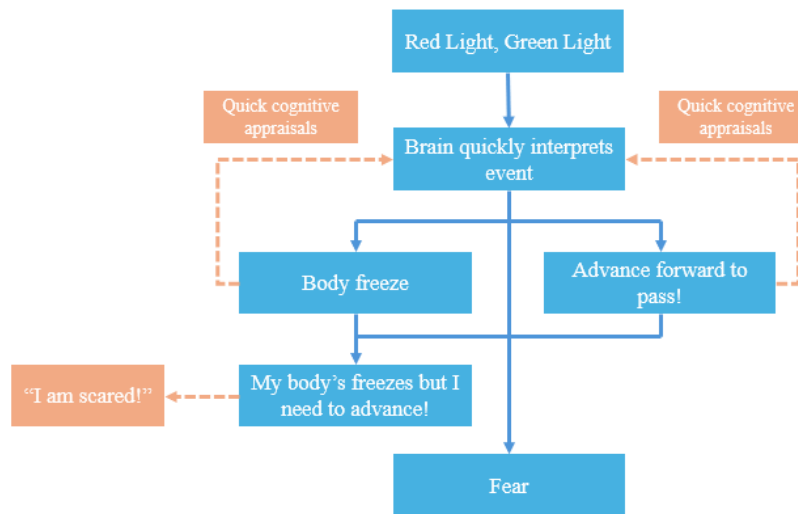 Red Light, Green Light
Quick cognitive
appraisals
Quick cognitive
appraisals
Brain quickly interprets
event
Body freeze
Advance forward to
pass!
“I am scared!”
My body’s freezes but I
need to advance!
Fear